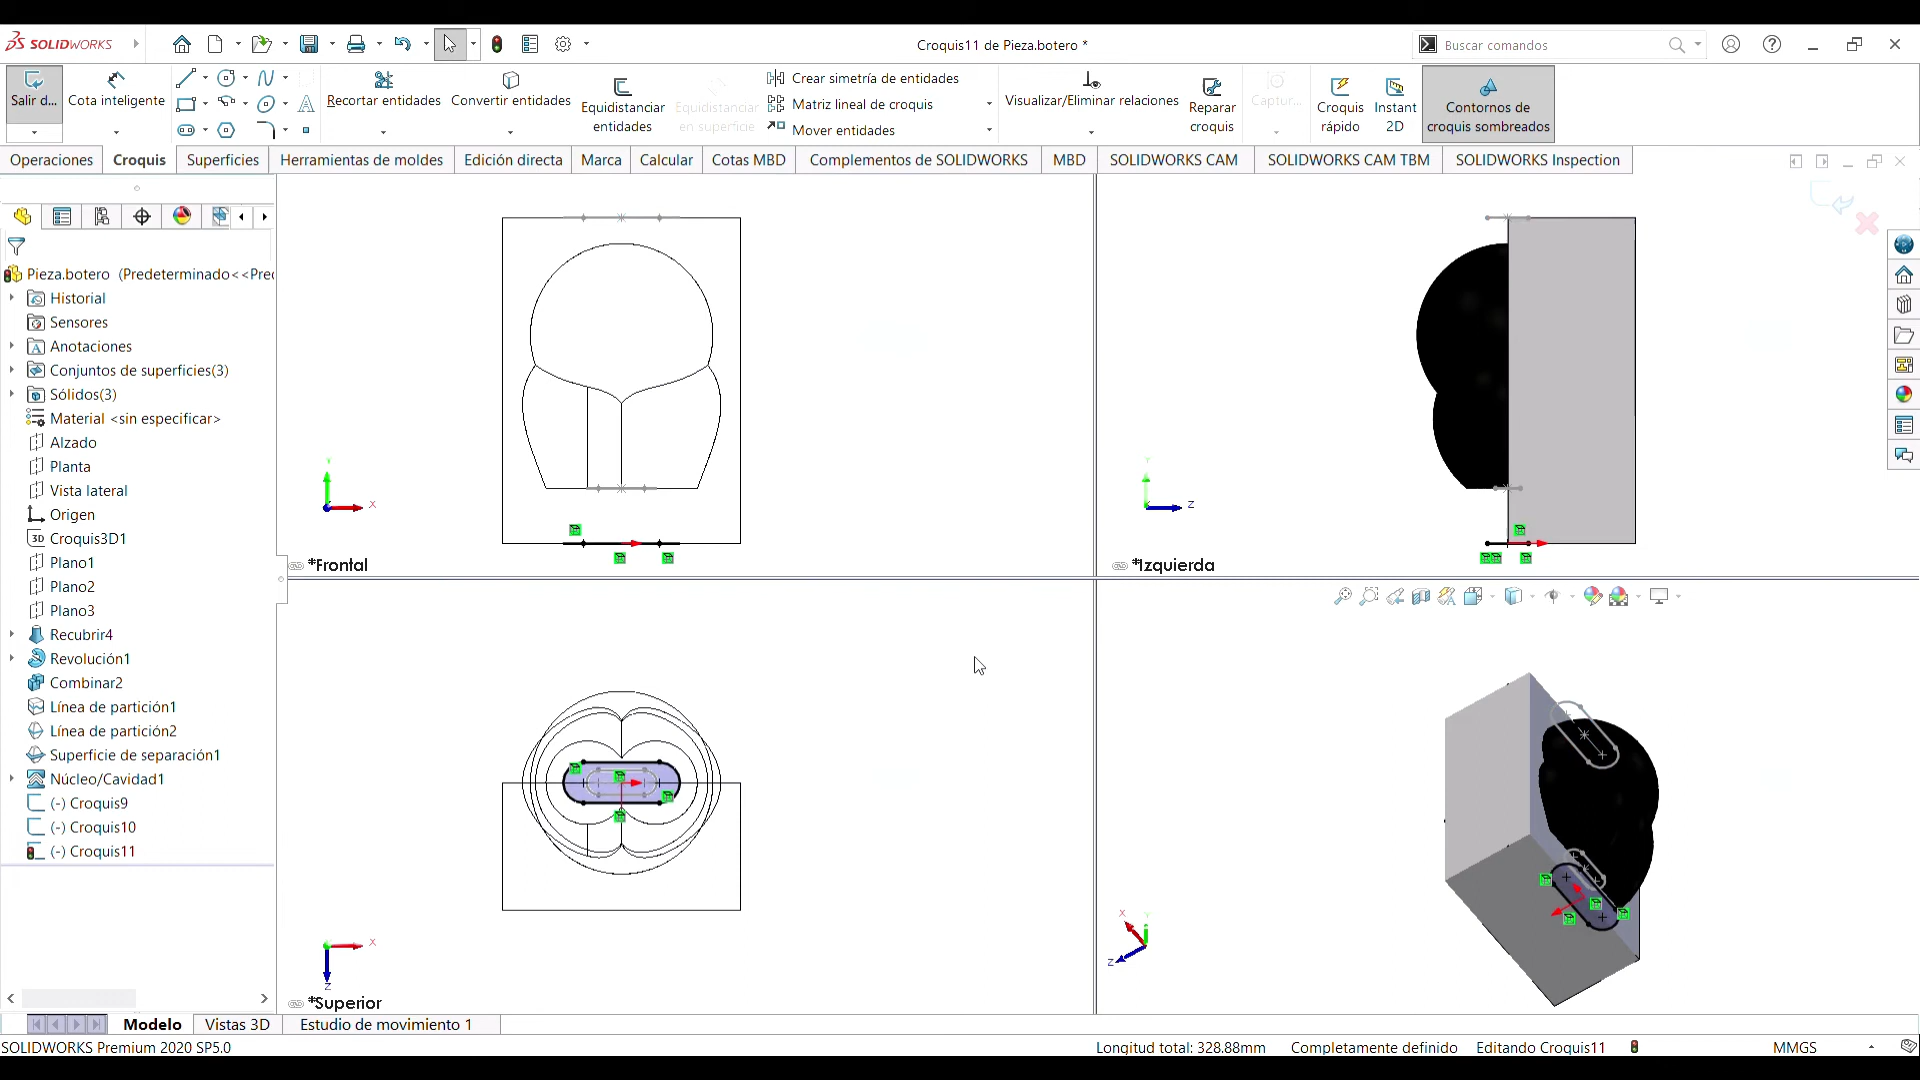 SOLIDWORKS
Croquis11 de Pieza.botero *
Buscar comandos
Salir d...
Cota inteligente
Recortar entidades
Convertir entidades
Equidistanciar
entidades
Equidistanciar
en superficie
Crear simetría de entidades
Matriz lineal de croquis
Mover entidades
Visualizar/Eliminar relaciones
Reparar
croquis
Captur...
Croquis
rápido
Instant
2D
Contornos de
croquis sombreados
Operaciones
Croquis
Superficies
Herramientas de moldes
Edición directa
Marca
Calcular
Cotas MBD
Complementos de SOLIDWORKS
MBD
SOLIDWORKS CAM
SOLIDWORKS CAM TBM
SOLIDWORKS Inspection
Pieza.botero (Predeterminado<<Pred
Historial
Sensores
Anotaciones
Conjuntos de superficies(3)
Sólidos(3)
Material <sin especificar>
Alzado
Planta
Vista lateral
Origen
3D Croquis3D1
Plano1
Plano2
Plano3
Recubrir4
Revolución1
Combinar2
Línea de partición1
Línea de partición2
Superficie de separación1
Núcleo/Cavidad1
(-) Croquis9
(-) Croquis10
(-) Croquis11
Y
X
*Frontal
Y
Z
*Izquierda
X
Z
*Superior
X
Y
Z
Modelo
Vistas 3D
Estudio de movimiento 1
SOLIDWORKS Premium 2020 SP5.0
Longitud total: 328.88mm
Completamente definido
Editando Croquis11
MMGS